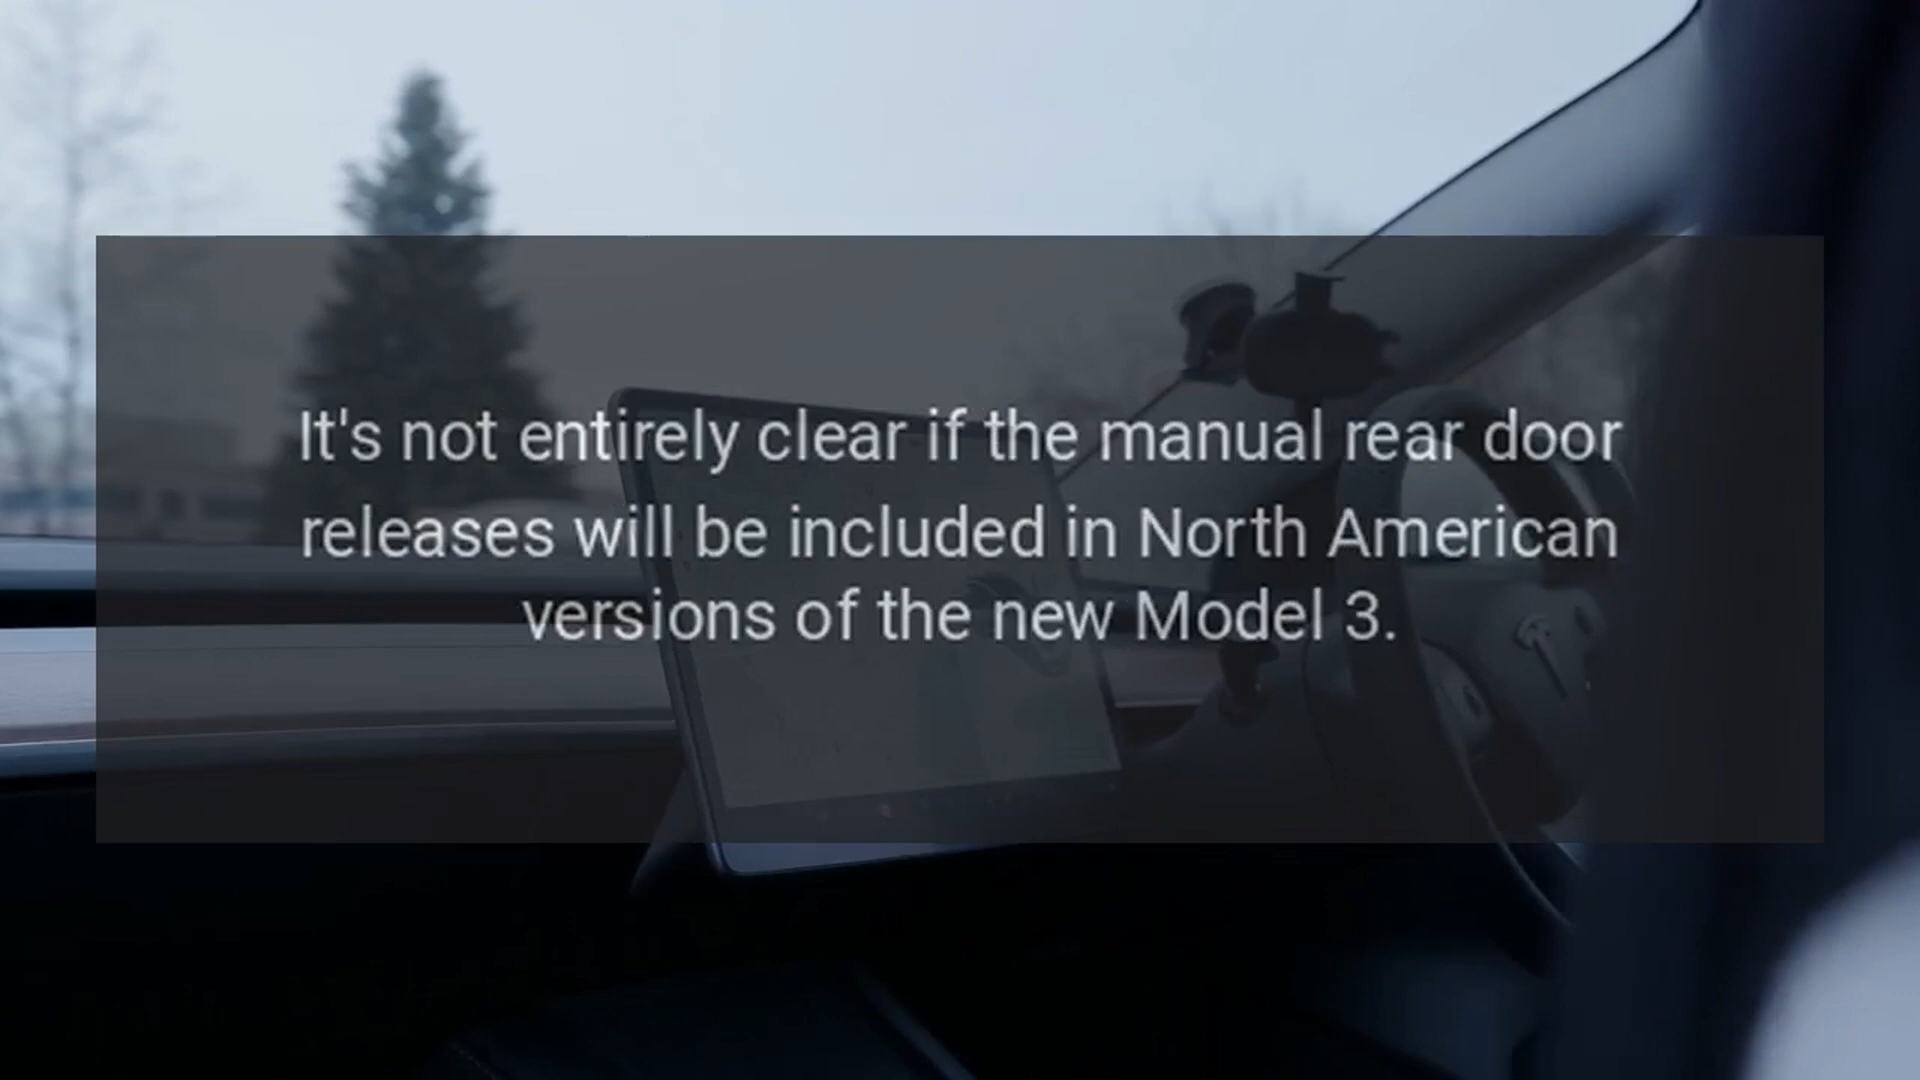 It's not entirely clear if the manual rear door
releases will be included in North American
versions of the new Model 3.